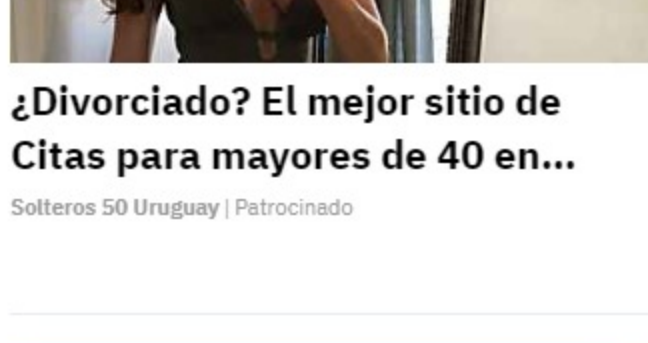 ¿Divorciado? El mejor sitio de
Citas para mayores de 40 en...
Solteros 50 Uruguay | Patrocinado